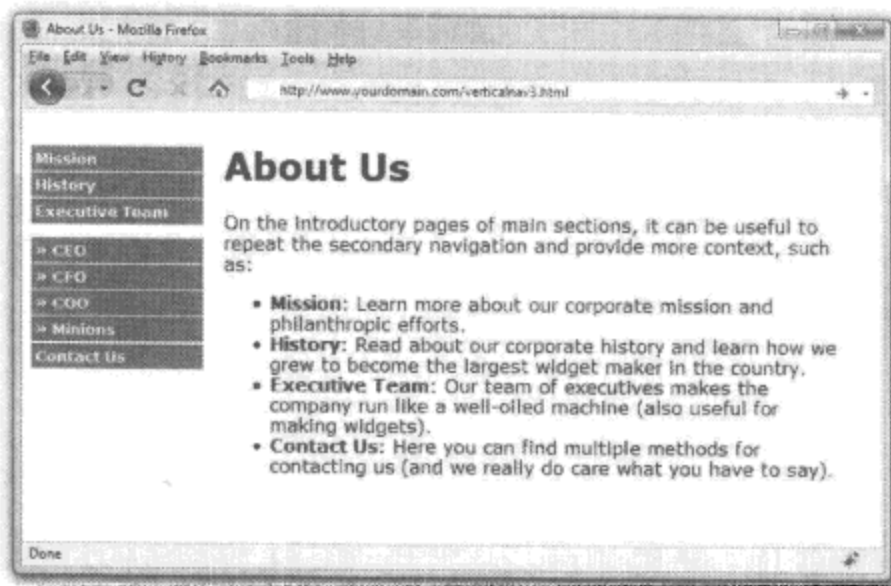 About Us - Mozilla Firefox
File Edit View History Bookmarks Tools Help
http://www.yourdomain.com/verticalnav3.html
Mission
History
Executive Team
» CEO
» CFO
» COO
» Minions
Contact Us
About Us
On the introductory pages of main sections, it can be useful to
repeat the secondary navigation and provide more context, such
as:
• Mission: Learn more about our corporate mission and
philanthropic efforts.
• History: Read about our corporate history and learn how we
grew to become the largest widget maker in the country.
• Executive Team: Our team of executives makes the
company run like a well-oiled machine (also useful for
making widgets).
• Contact Us: Here you can find multiple methods for
contacting us (and we really do care what you have to say).
Done